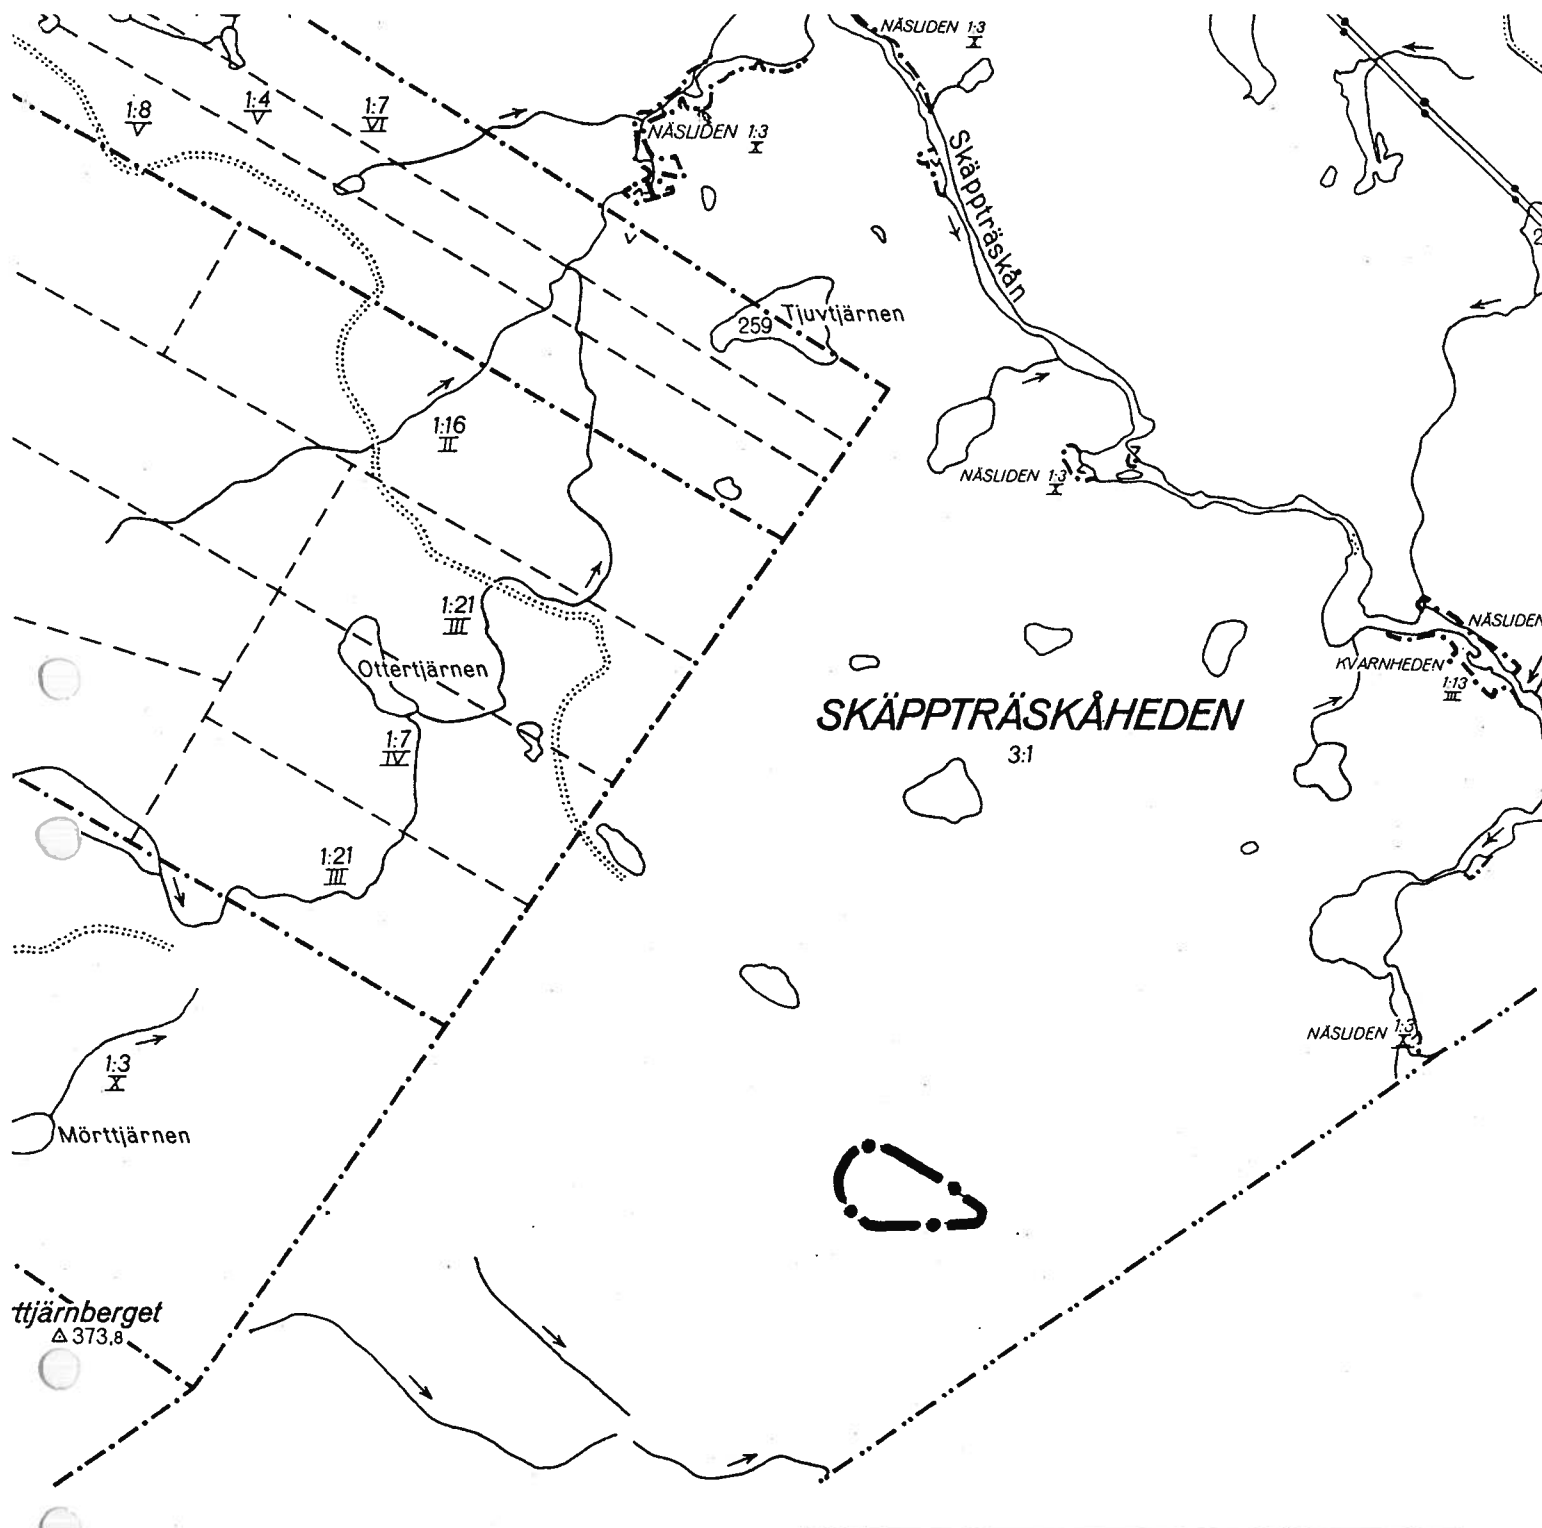 NÄSLIDEN 1:3
X
1:8
V
1:4
V
1:7
VI
NÄSLIDEN 1:3
X
Skäppträskån
259 Tjuvtjärnen
1:16
II
NÄSLIDEN 1:3
X
1:21
III
NÄSLIDEN
KVARNHEDEN
1:13
III
Ottertjärnen
SKÄPPTRÄSKÅHEDEN
3:1
1:7
IV
1:21
III
NÄSLIDEN 1:3
X
1:3
X
Mörttjärnen
ttjärnberget
373,8